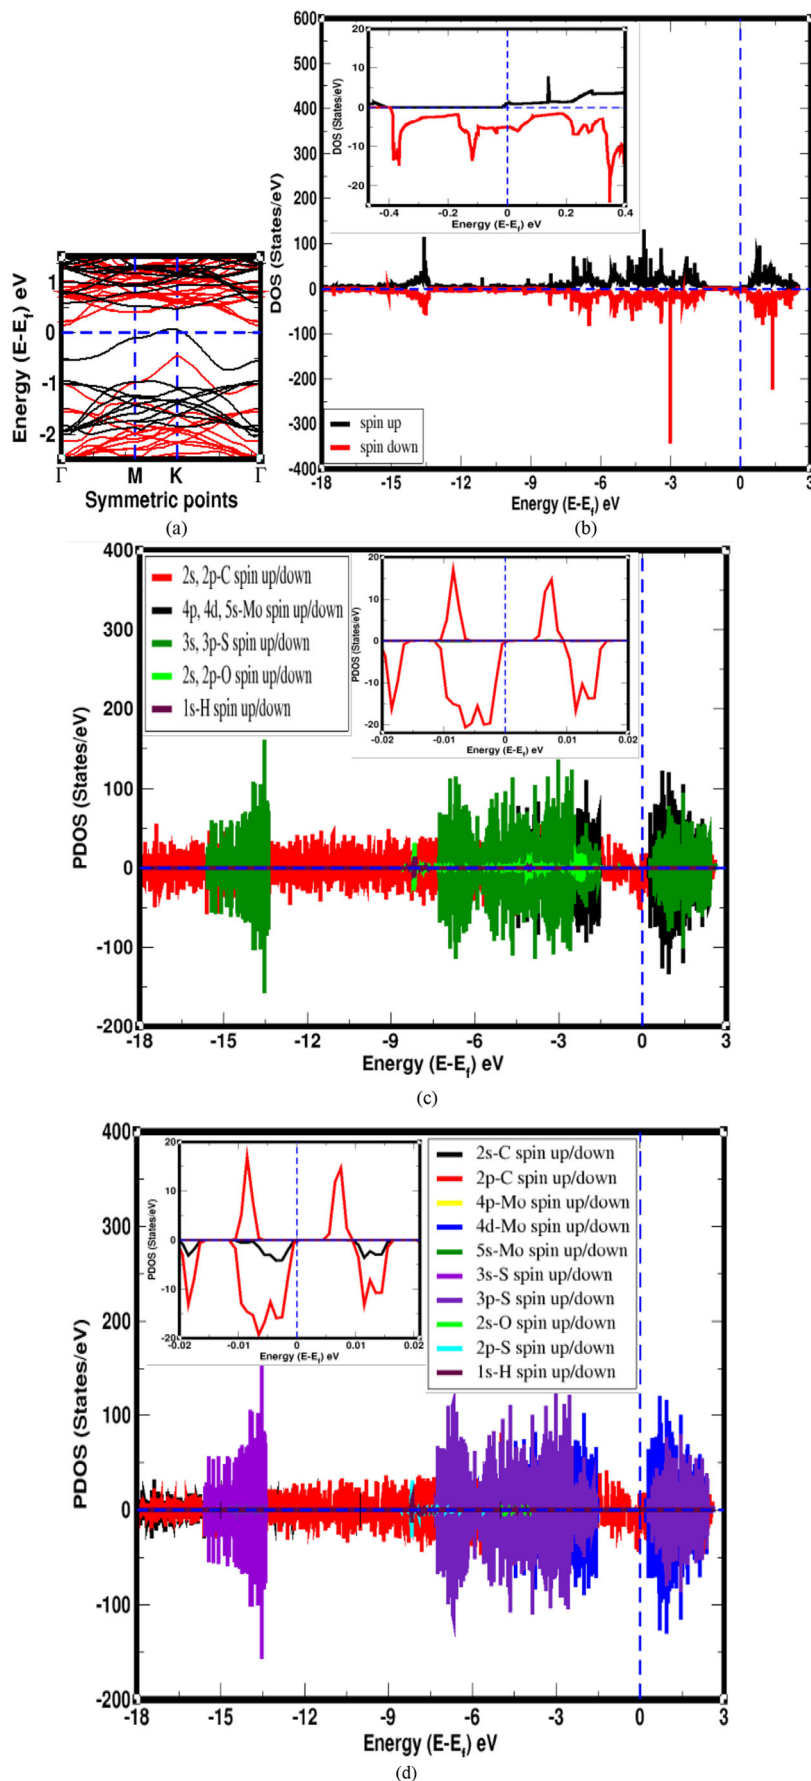 Energy (E-Ef) eV
1
0
-1
-2
Γ M K Γ
Symmetric points
(a)
DOS (States/eV)
600
500
400
300
200
100
0
-100
-200
-300
-400
-18 -15 -12 -9 -6 -3 0 3
Energy (E-Ef) eV
spin up
spin down
DOS (States/eV)
20
10
0
-10
-20
-0.4 -0.2 0 0.2 0.4
Energy (E-Ef) eV
(b)
PDOS (States/eV)
400
300
200
100
0
-100
-200
2s, 2p-C spin up/down
4p, 4d, 5s-Mo spin up/down
3s, 3p-S spin up/down
2s, 2p-O spin up/down
1s-H spin up/down
PDOS (States/eV)
20
10
0
-10
-20
-0.02 -0.01 0 0.01 0.02
Energy (E-Ef) eV
-18 -15 -12 -9 -6 -3 0 3
Energy (E-Ef) eV
(c)
PDOS (States/eV)
400
300
200
100
0
-100
-200
PDOS (States/eV)
20
10
0
-10
-20
-0.02 -0.01 0 0.01 0.02
Energy (E-Ef) eV
2s-C spin up/down
2p-C spin up/down
4p-Mo spin up/down
4d-Mo spin up/down
5s-Mo spin up/down
3s-S spin up/down
3p-S spin up/down
2s-O spin up/down
2p-S spin up/down
1s-H spin up/down
-18 -15 -12 -9 -6 -3 0 3
Energy (E-Ef) eV
(d)